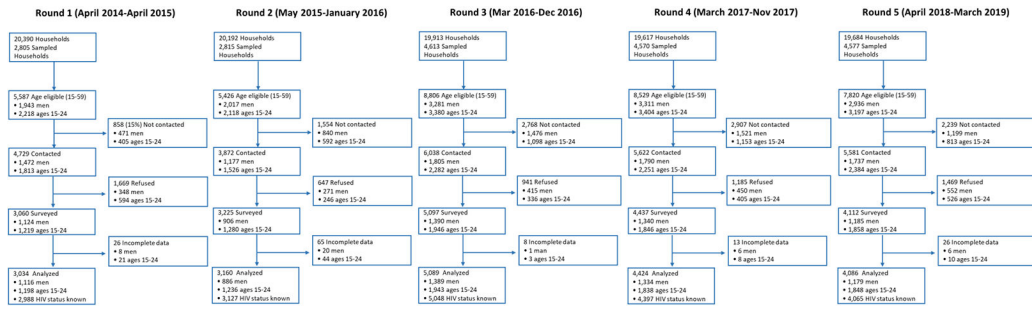 Round 1 (April 2014-April 2015)
20,390 Households
2,805 Sampled
Households
5,587 Age eligible (15-59)
• 1,943 men
• 2,218 ages 15-24
858 (15%) Not contacted
• 471 men
• 405 ages 15-24
4,729 Contacted
• 1,472 men
• 1,813 ages 15-24
1,669 Refused
• 348 men
• 594 ages 15-24
3,060 Surveyed
• 1,124 men
• 1,219 ages 15-24
26 Incomplete data
• 8 men
• 21 ages 15-24
3,034 Analyzed
• 1,116 men
• 1,198 ages 15-24
• 2,988 HIV status known
Round 2 (May 2015-January 2016)
20,192 Households
2,815 Sampled
Households
5,426 Age eligible (15-59)
• 2,017 men
• 2,118 ages 15-24
1,554 Not contacted
• 840 men
• 592 ages 15-24
3,872 Contacted
• 1,177 men
• 1,526 ages 15-24
647 Refused
• 271 men
• 246 ages 15-24
3,225 Surveyed
• 906 men
• 1,280 ages 15-24
65 Incomplete data
• 20 men
• 44 ages 15-24
3,160 Analyzed
• 886 men
• 1,236 ages 15-24
• 3,127 HIV status known
Round 3 (Mar 2016-Dec 2016)
19,913 Households
4,613 Sampled
Households
8,806 Age eligible (15-59)
• 3,281 men
• 3,380 ages 15-24
2,768 Not contacted
• 1,476 men
• 1,098 ages 15-24
6,038 Contacted
• 1,805 men
• 2,282 ages 15-24
941 Refused
• 415 men
• 336 ages 15-24
5,097 Surveyed
• 1,390 men
• 1,946 ages 15-24
8 Incomplete data
• 1 man
• 3 ages 15-24
5,089 Analyzed
• 1,389 men
• 1,943 ages 15-24
• 5,048 HIV status known
Round 4 (March 2017-Nov 2017)
19,617 Households
4,570 Sampled
Households
8,529 Age eligible (15-59)
• 3,311 men
• 3,404 ages 15-24
2,907 Not contacted
• 1,521 men
• 1,153 ages 15-24
5,622 Contacted
• 1,790 men
• 2,251 ages 15-24
1,185 Refused
• 450 men
• 405 ages 15-24
4,437 Surveyed
• 1,340 men
• 1,846 ages 15-24
13 Incomplete data
• 6 men
• 8 ages 15-24
4,424 Analyzed
• 1,334 men
• 1,838 ages 15-24
• 4,397 HIV status known
Round 5 (April 2018-March 2019)
19,684 Households
4,577 Sampled
Households
7,820 Age eligible (15-59)
• 2,936 men
• 3,197 ages 15-24
2,239 Not contacted
• 1,199 men
• 813 ages 15-24
5,581 Contacted
• 1,737 men
• 2,384 ages 15-24
1,469 Refused
• 552 men
• 526 ages 15-24
4,112 Surveyed
• 1,185 men
• 1,858 ages 15-24
26 Incomplete data
• 6 men
• 10 ages 15-24
4,086 Analyzed
• 1,179 men
• 1,848 ages 15-24
• 4,065 HIV status known